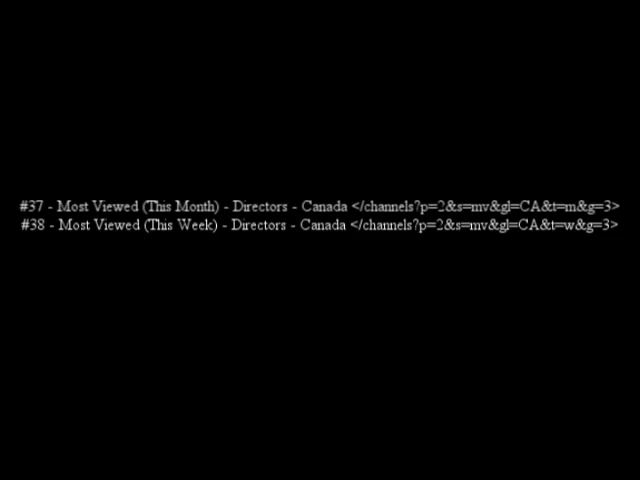 #37 - Most Viewed (This Month) - Directors - Canada </channels?p=2&s=mv&gl=CA&t=m&g=3>
#38 - Most Viewed (This Week) - Directors - Canada </channels?p=2&s=mv&gl=CA&t=w&g=3>